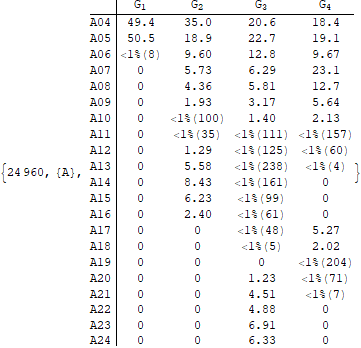 G1 G2 G3 G4
A04 49.4 35.0 20.6 18.4
A05 50.5 18.9 22.7 19.1
A06 <1%(8) 9.60 12.8 9.67
A07 0 5.73 6.29 23.1
A08 0 4.36 5.81 12.7
A09 0 1.93 3.17 5.64
A10 0 <1%(100) 1.40 2.13
A11 0 <1%(35) <1%(111) <1%(157)
A12 0 1.29 <1%(125) <1%(60)
{24 960, {A}, A13 0 5.58 <1%(238) <1%(4) }
A14 0 8.43 <1%(161) 0
A15 0 6.23 <1%(99) 0
A16 0 2.40 <1%(61) 0
A17 0 0 <1%(48) 5.27
A18 0 0 <1%(5) 2.02
A19 0 0 0 <1%(204)
A20 0 0 1.23 <1%(71)
A21 0 0 4.51 <1%(7)
A22 0 0 4.88 0
A23 0 0 6.91 0
A24 0 0 6.33 0